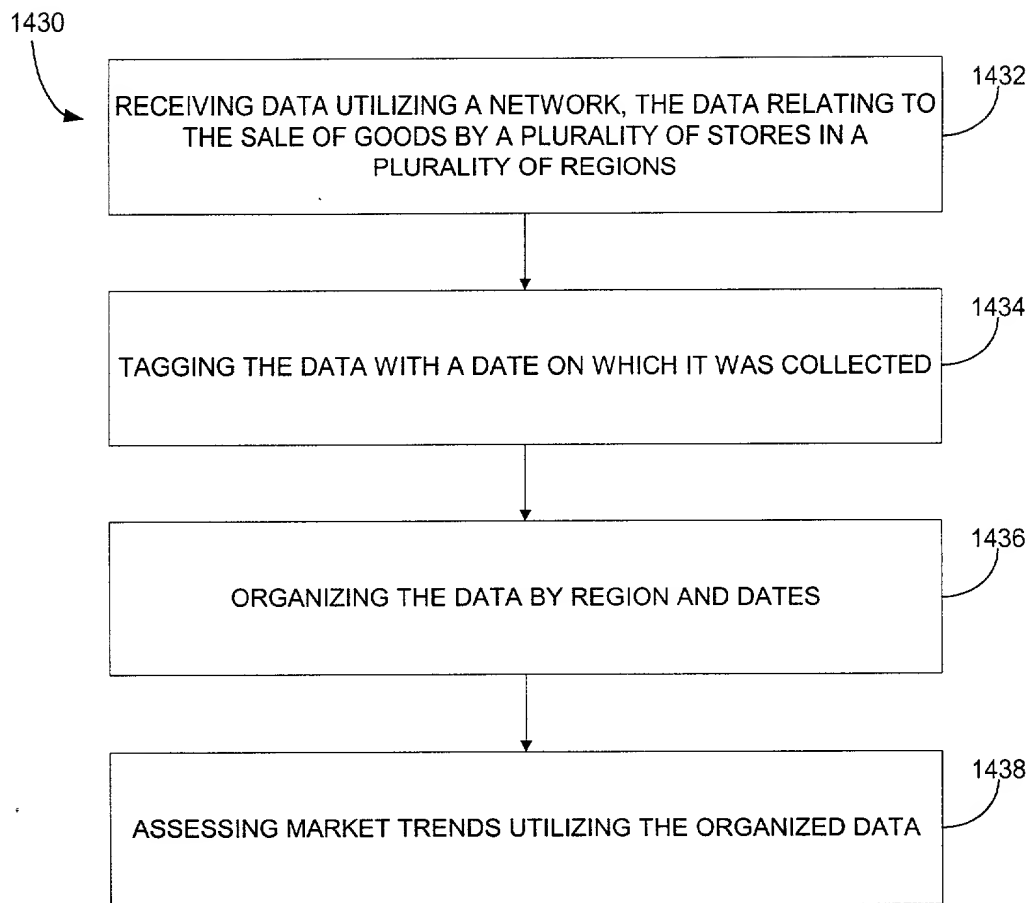 1430
1432
RECEIVING DATA UTILIZING A NETWORK, THE DATA RELATING TO
THE SALE OF GOODS BY A PLURALITY OF STORES IN A
PLURALITY OF REGIONS
1434
TAGGING THE DATA WITH A DATE ON WHICH IT WAS COLLECTED
1436
ORGANIZING THE DATA BY REGION AND DATES
1438
ASSESSING MARKET TRENDS UTILIZING THE ORGANIZED DATA